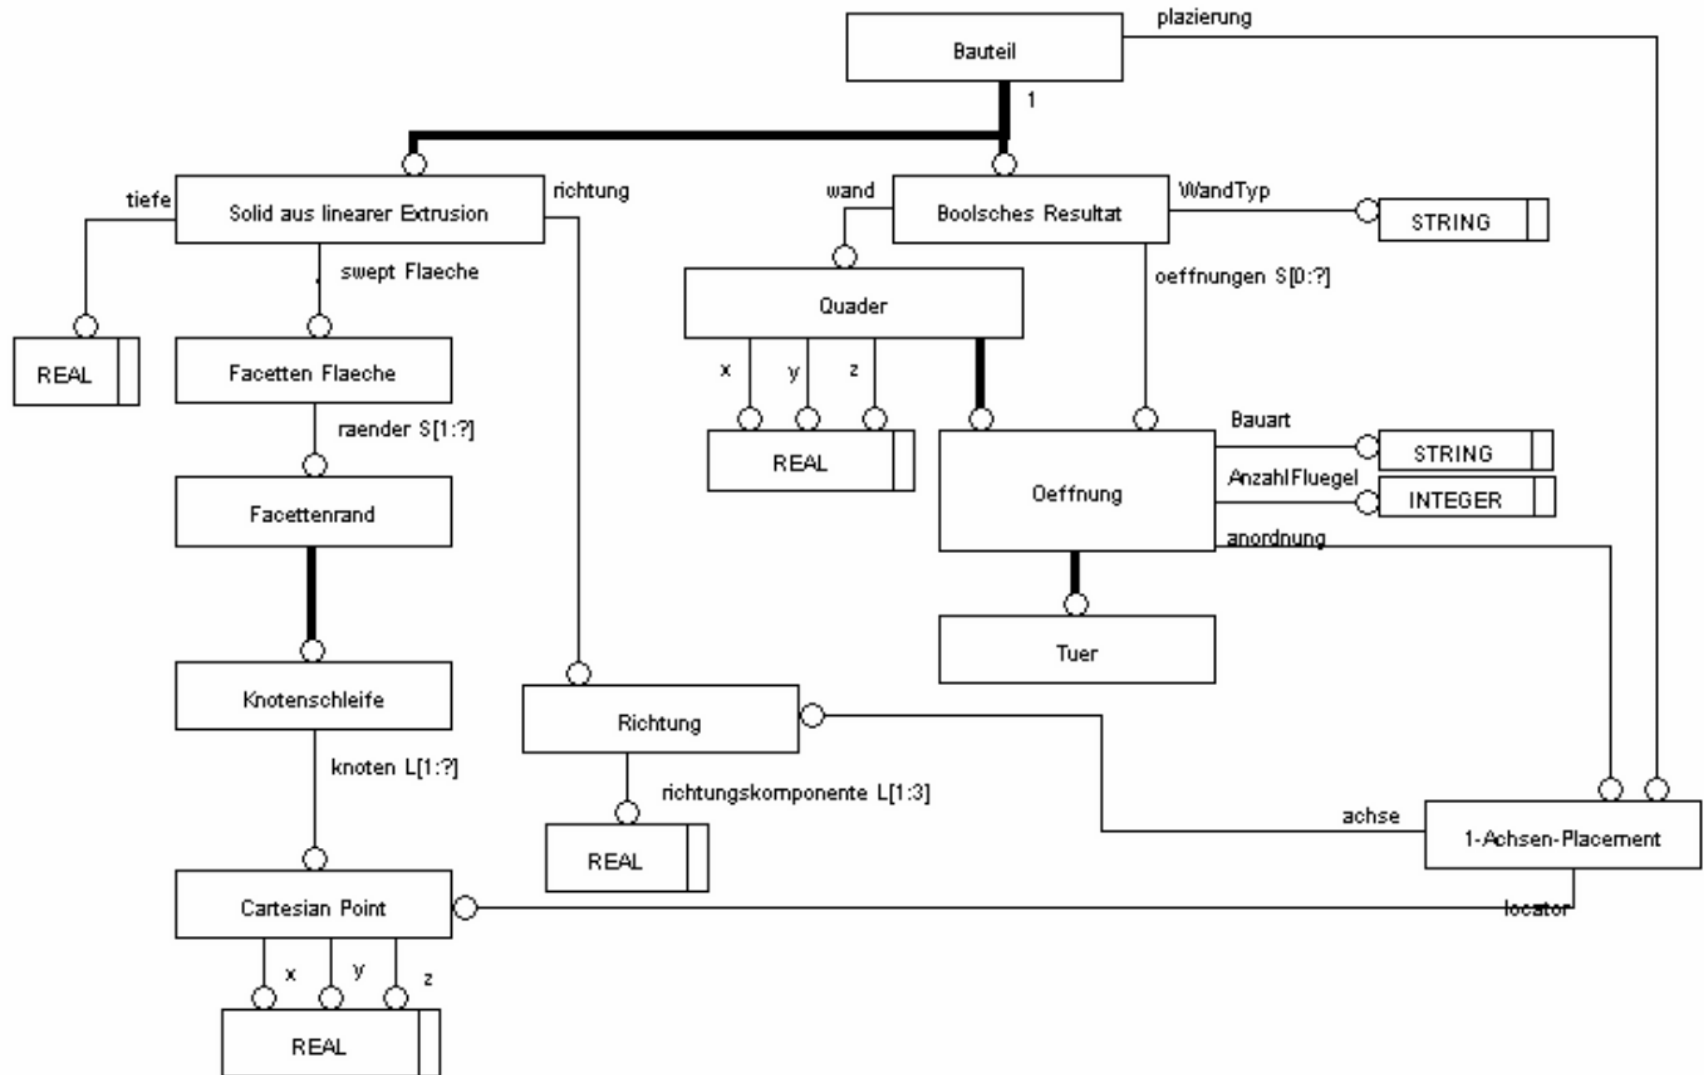 plazierung
Bauteil
1
tiefe
Solid aus linearer Extrusion
richtung
wand
Boolsches Resultat
WandTyp
STRING
swept Flaeche
oeffnungen S[0:?]
Quader
REAL
Facetten Flaeche
x
y
z
raender S[1:?]
REAL
Bauart
STRING
Oeffnung
AnzahlFluegel
INTEGER
Facettenrand
anordnung
Tuer
Knotenschleife
Richtung
knoten L[1:?]
richtungskomponente L[1:3]
achse
1-Achsen-Placement
REAL
Cartesian Point
locator
x
y
z
REAL